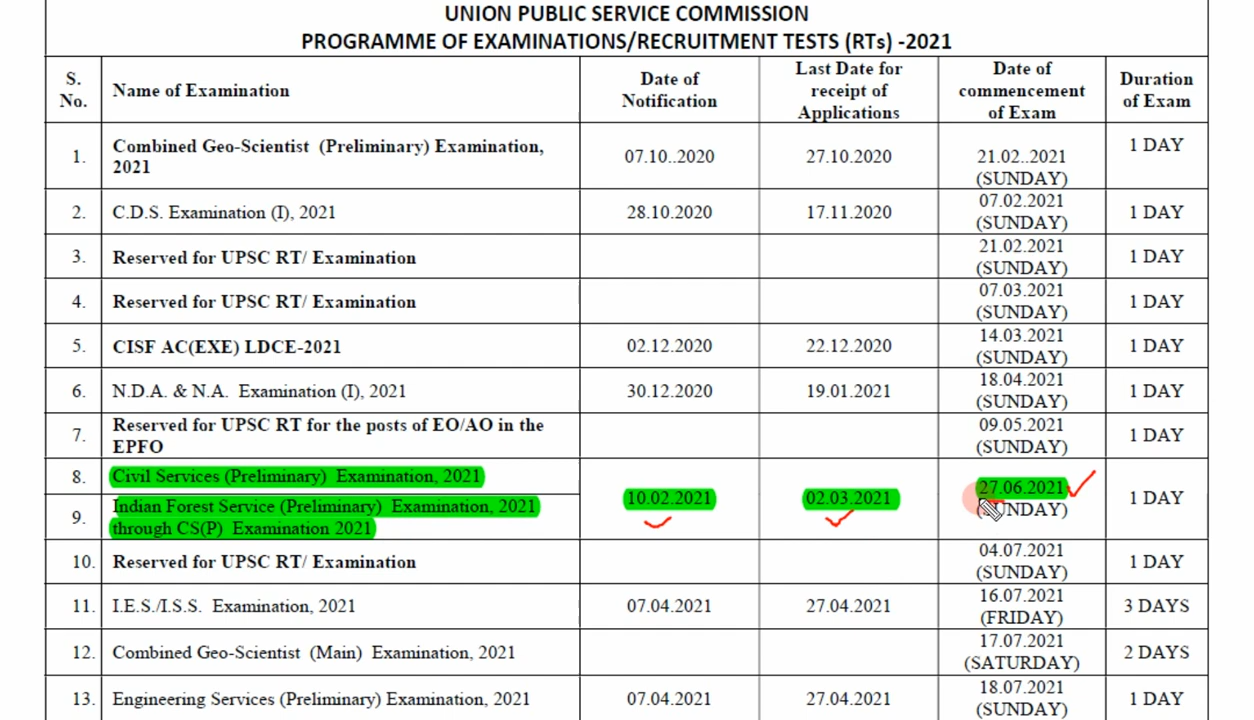 UNION PUBLIC SERVICE COMMISSION
PROGRAMME OF EXAMINATIONS/RECRUITMENT TESTS (RTs) -2021
S. No. Name of Examination Date of Notification Last Date for receipt of Applications Date of commencement of Exam Duration of Exam
1. Combined Geo-Scientist (Preliminary) Examination, 2021 07.10..2020 27.10.2020 21.02..2021 (SUNDAY) 1 DAY
2. C.D.S. Examination (I), 2021 28.10.2020 17.11.2020 07.02.2021 (SUNDAY) 1 DAY
3. Reserved for UPSC RT/ Examination 21.02.2021 (SUNDAY) 1 DAY
4. Reserved for UPSC RT/ Examination 07.03.2021 (SUNDAY) 1 DAY
5. CISF AC(EXE) LDCE-2021 02.12.2020 22.12.2020 14.03.2021 (SUNDAY) 1 DAY
6. N.D.A. & N.A. Examination (I), 2021 30.12.2020 19.01.2021 18.04.2021 (SUNDAY) 1 DAY
7. Reserved for UPSC RT for the posts of EO/AO in the EPFO 09.05.2021 (SUNDAY) 1 DAY
8. Civil Services (Preliminary) Examination, 2021 10.02.2021 02.03.2021 27.06.2021 (SUNDAY) 1 DAY
9. Indian Forest Service (Preliminary) Examination, 2021 through CS(P) Examination 2021
10. Reserved for UPSC RT/ Examination 04.07.2021 (SUNDAY) 1 DAY
11. I.E.S./I.S.S. Examination, 2021 07.04.2021 27.04.2021 16.07.2021 (FRIDAY) 3 DAYS
12. Combined Geo-Scientist (Main) Examination, 2021 17.07.2021 (SATURDAY) 2 DAYS
13. Engineering Services (Preliminary) Examination, 2021 07.04.2021 27.04.2021 18.07.2021 (SUNDAY) 1 DAY